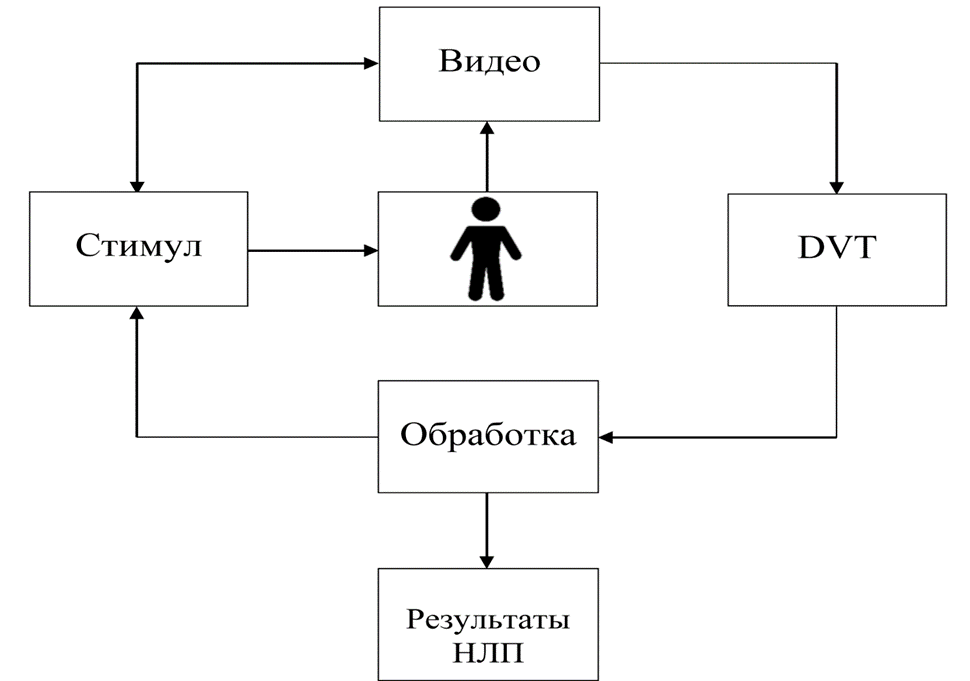 Видео
Стимул
DVT
Обработка
Результаты
НЛП